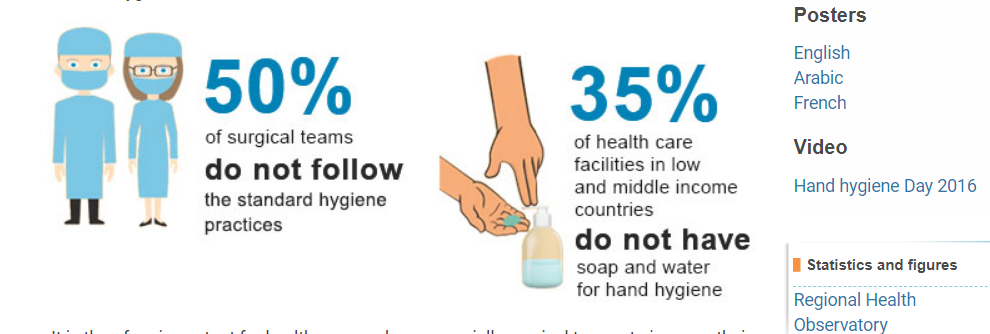 50%
of surgical teams
do not follow
the standard hygiene
practices
35%
of health care
facilities in low
and middle income
countries
do not have
soap and water
for hand hygiene
Posters
English
Arabic
French
Video
Hand hygiene Day 2016
Statistics and figures
Regional Health
Observatory